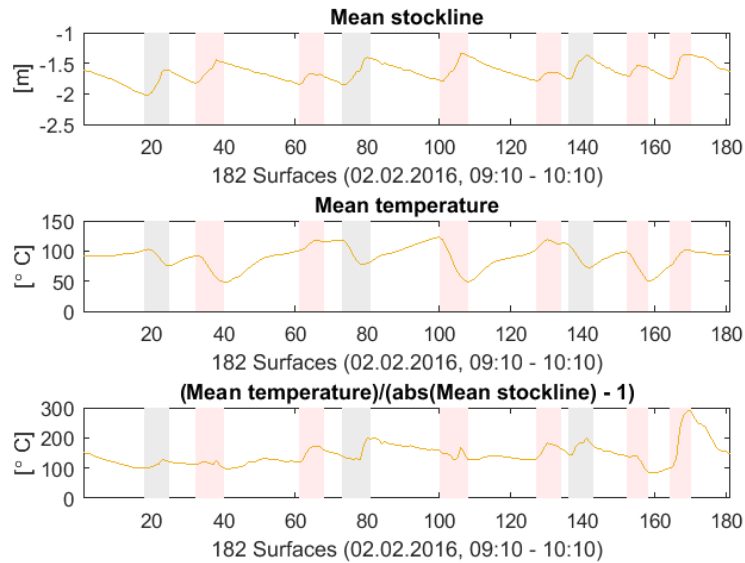 Mean stockline
-1
-1.5
-2
-2.5
[m]
20 40 60 80 100 120 140 160 180
182 Surfaces (02.02.2016, 09:10 - 10:10)
Mean temperature
150
100
50
0
[° C]
20 40 60 80 100 120 140 160 180
182 Surfaces (02.02.2016, 09:10 - 10:10)
(Mean temperature)/(abs(Mean stockline) - 1)
300
200
100
0
[° C]
20 40 60 80 100 120 140 160 180
182 Surfaces (02.02.2016, 09:10 - 10:10)